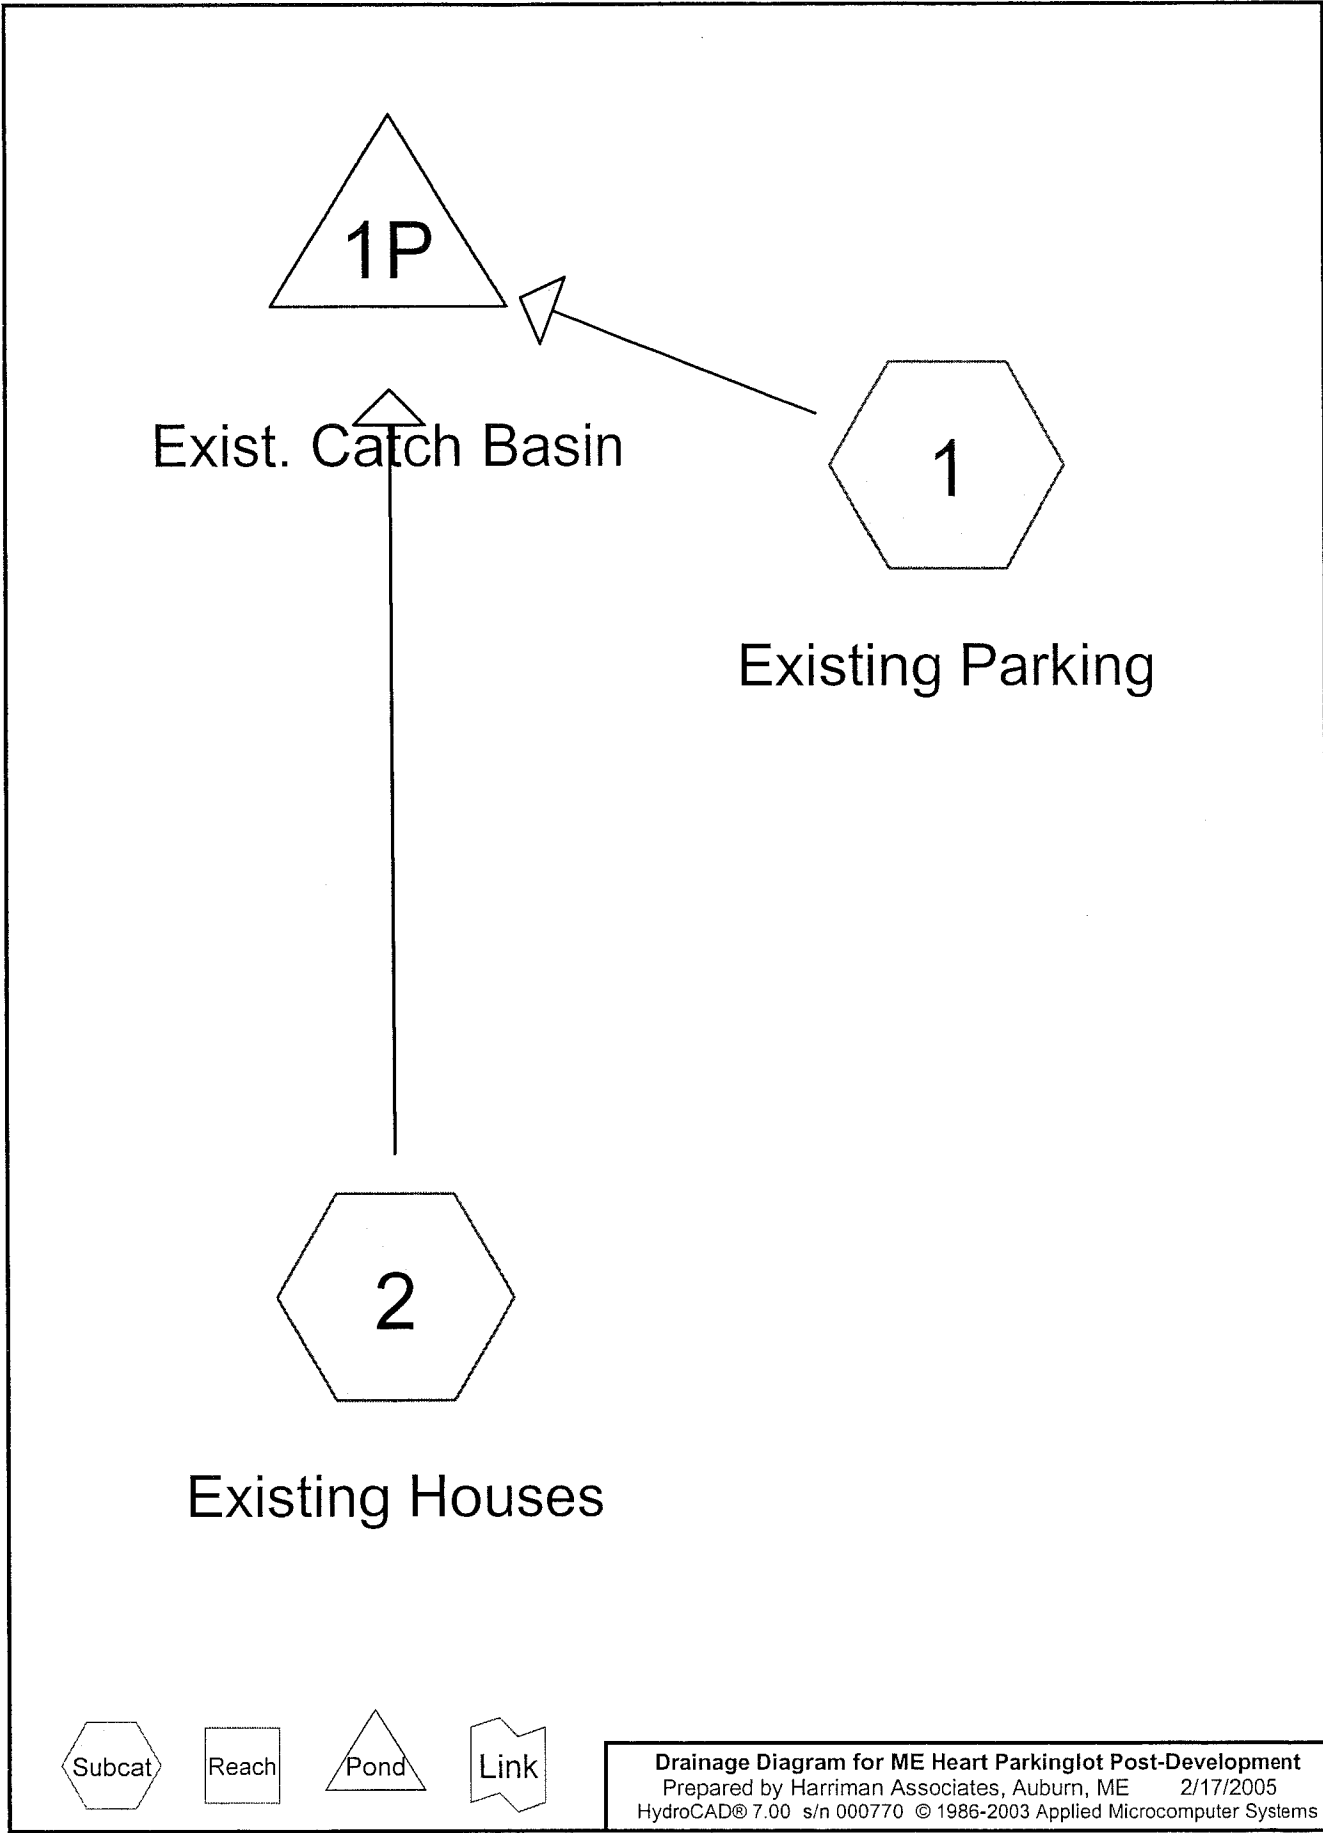 1P
Exist. Catch Basin
1
Existing Parking
2
Existing Houses
Subcat
Reach
Pond
Link
Drainage Diagram for ME Heart Parkinglot Post-Development
Prepared by Harriman Associates, Auburn, ME 2/17/2005
HydroCAD® 7.00 s/n 000770 © 1986-2003 Applied Microcomputer Systems